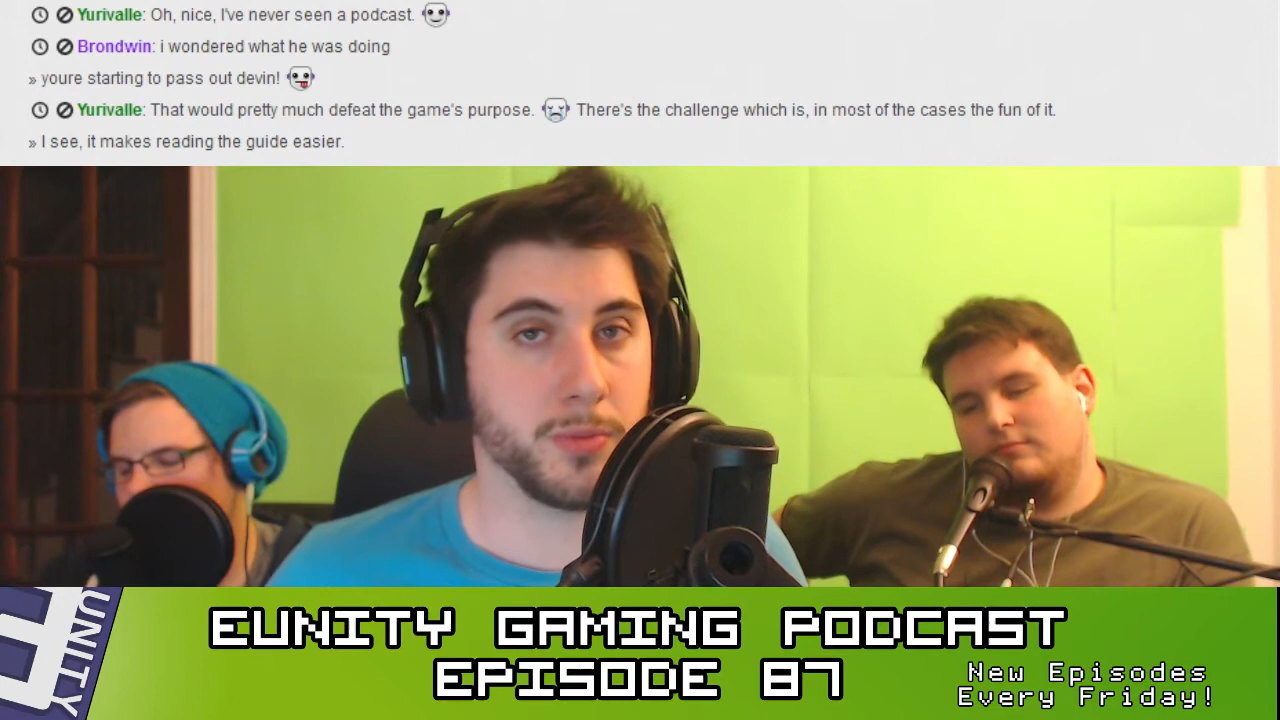 Yurivalle: Oh, nice, I've never seen a podcast.
Brondwin: i wondered what he was doing
» youre starting to pass out devin!
Yurivalle: That would pretty much defeat the game's purpose. There's the challenge which is, in most of the cases the fun of it.
» I see, it makes reading the guide easier.
EUNITY GAMING PODCAST
EPISODE 87
New Episodes
Every Friday!
E
UNITY